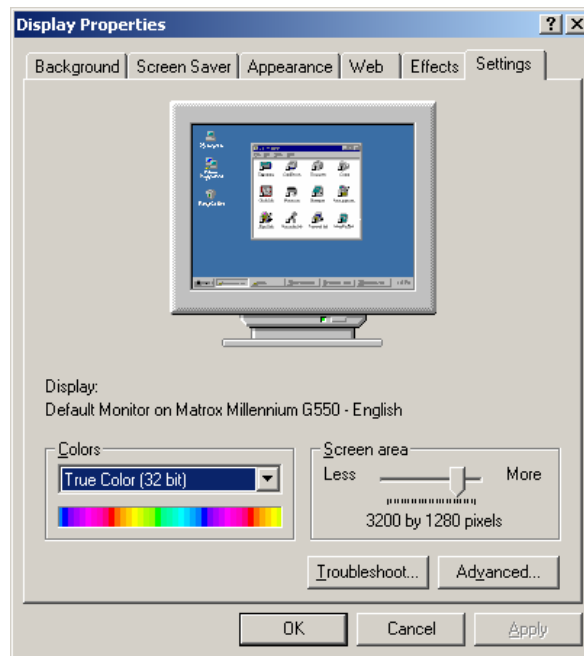 Display Properties
Background Screen Saver Appearance Web Effects Settings
Display:
Default Monitor on Matrox Millennium G550 - English
Colors
True Color (32 bit)
Screen area
Less More
3200 by 1280 pixels
Troubleshoot... Advanced...
OK Cancel Apply